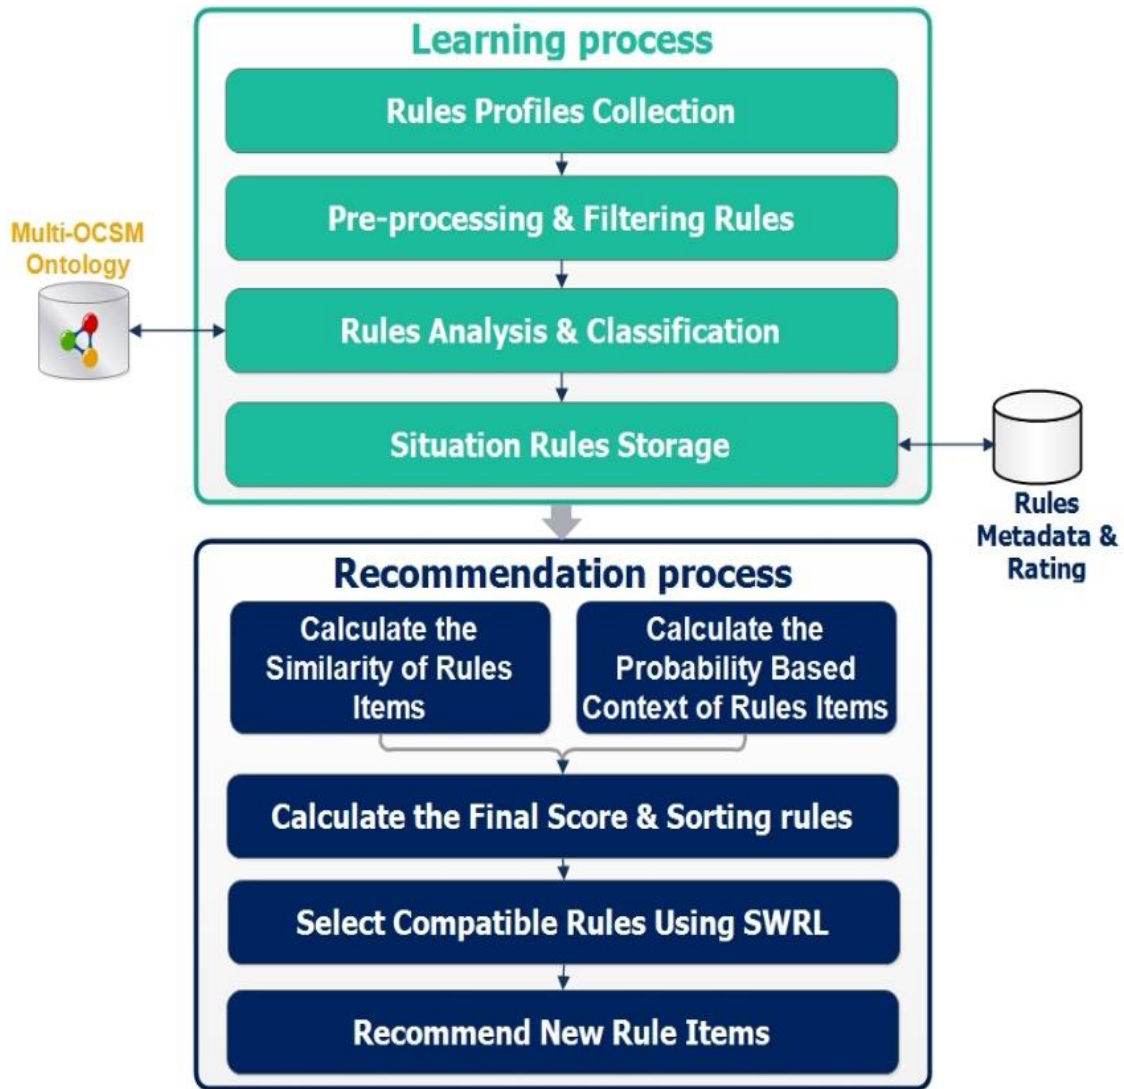 Learning process
Rules Profiles Collection
Pre-processing & Filtering Rules
Multi-OCSM
Ontology
Rules Analysis & Classification
Situation Rules Storage
Rules
Metadata &
Rating
Recommendation process
Calculate the
Similarity of Rules
Items
Calculate the
Probability Based
Context of Rules Items
Calculate the Final Score & Sorting rules
Select Compatible Rules Using SWRL
Recommend New Rule Items